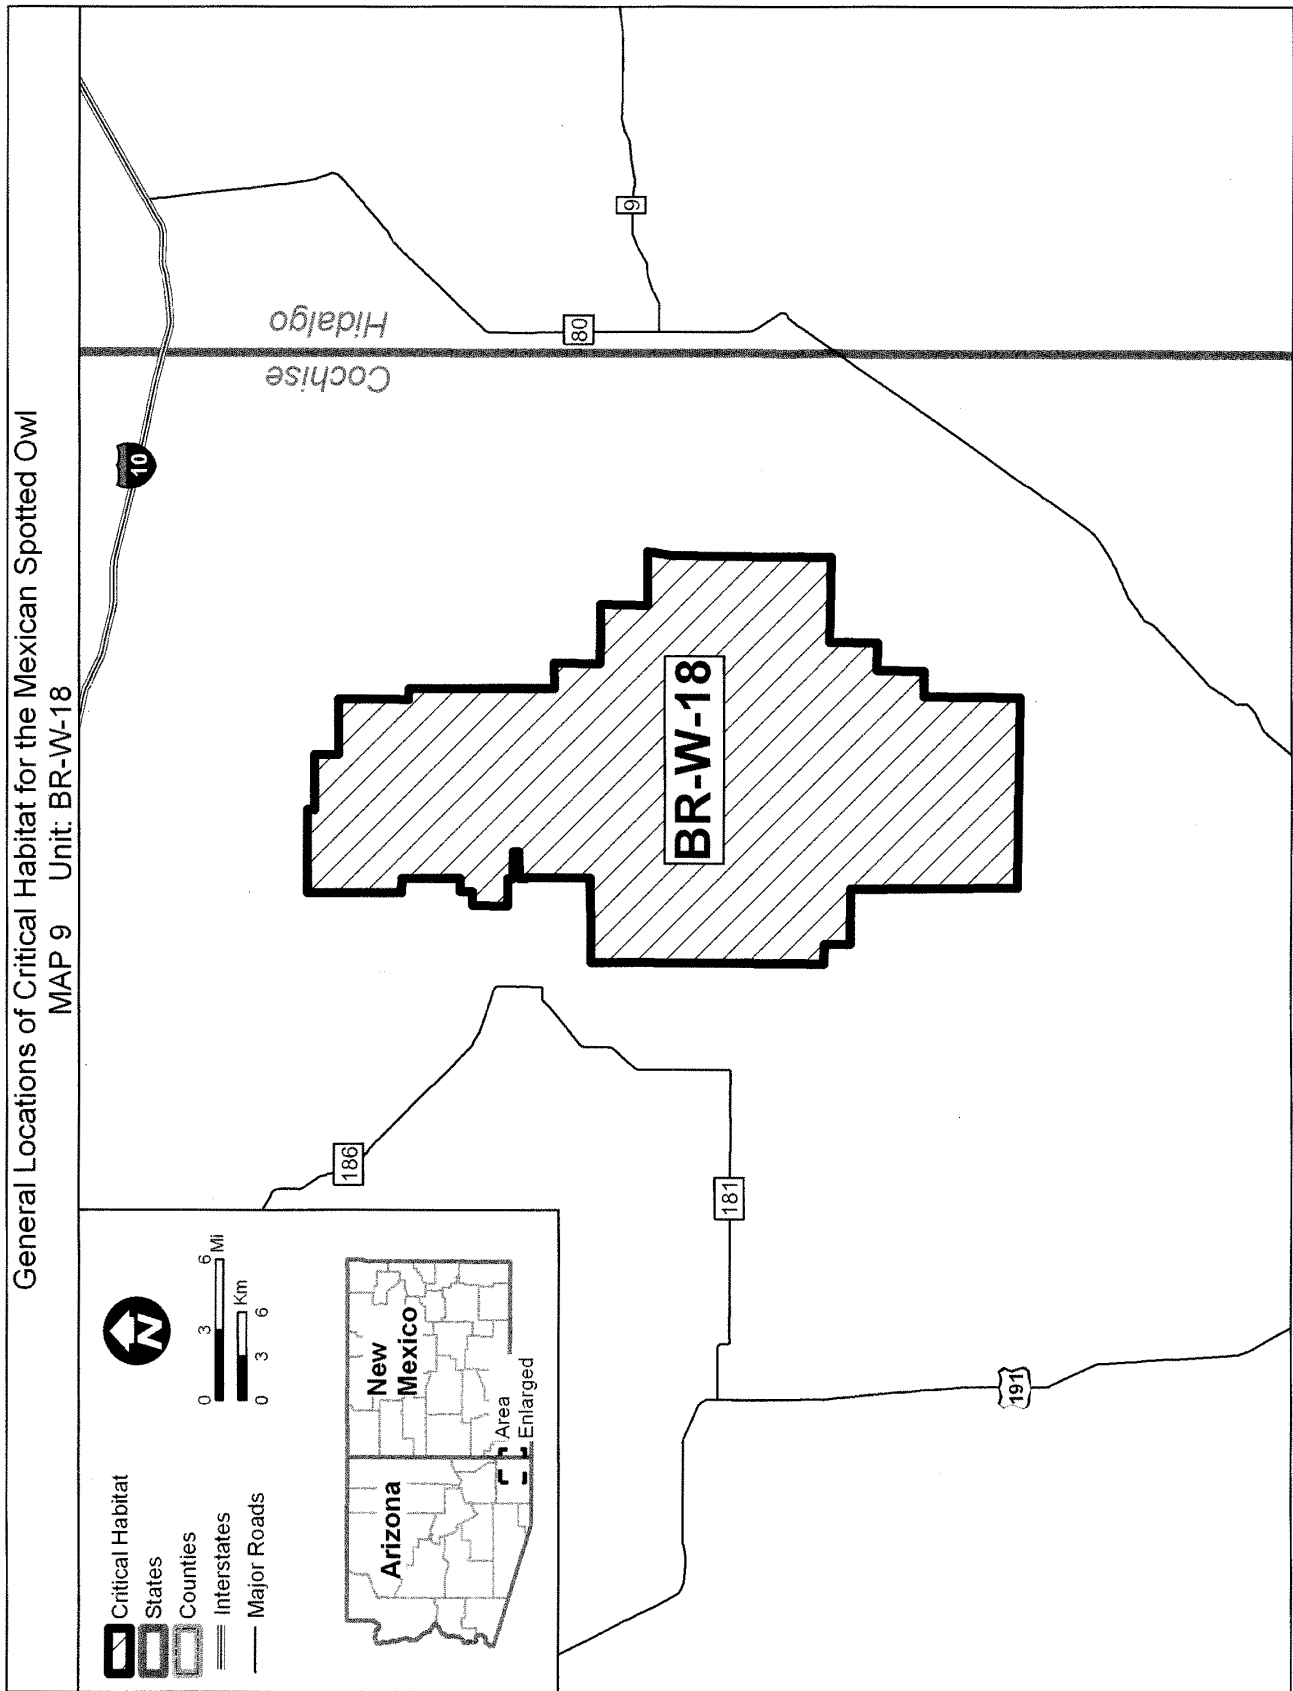 General Locations of Critical Habitat for the Mexican Spotted Owl
MAP 9 Unit: BR-W-18
Critical Habitat
States
Counties
Interstates
Major Roads
N
0 3 6 Mi
Km
0 3 6
Arizona
New
Mexico
Area
Enlarged
10
186
Cochise
Hidalgo
80
9
BR-W-18
181
191